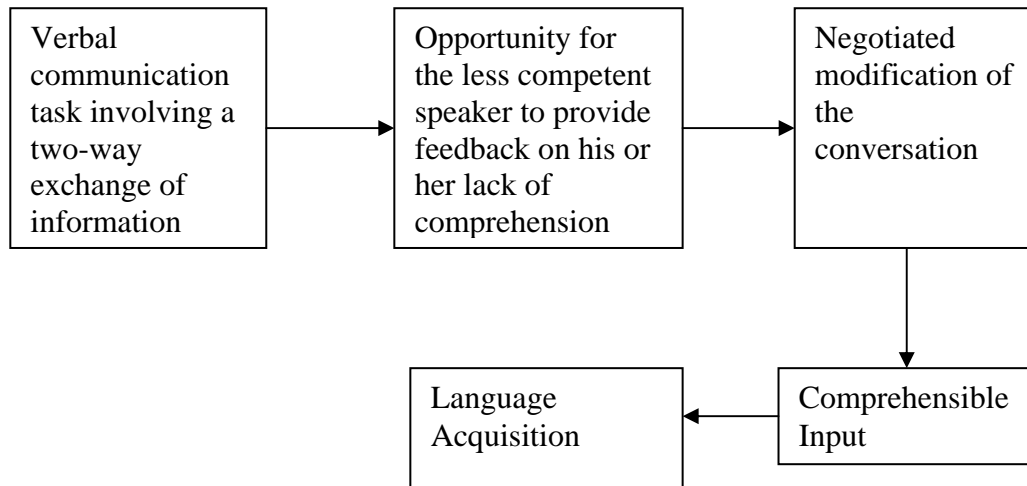 Verbal
communication
task involving a
two-way
exchange of
information
Opportunity for
the less competent
speaker to provide
feedback on his or
her lack of
comprehension
Negotiated
modification of
the
conversation
Comprehensible
Input
Language
Acquisition